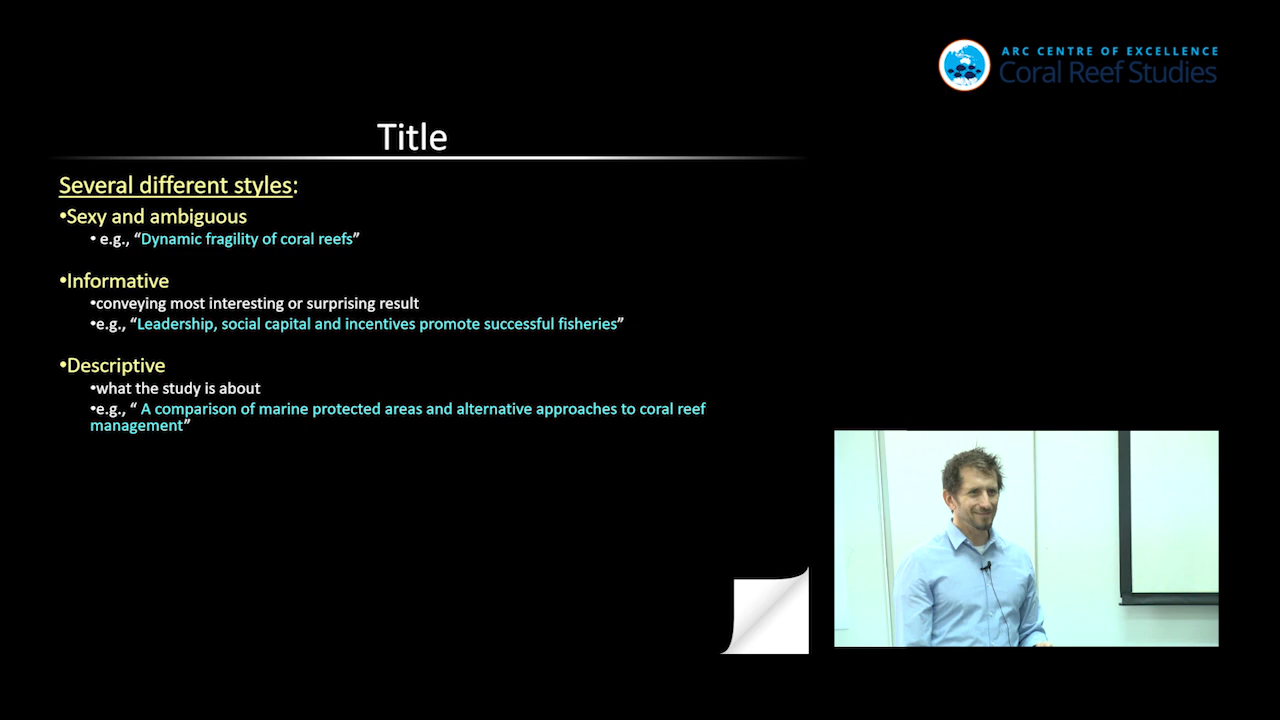 ARC CENTRE OF EXCELLENCE
Coral Reef Studies
Title
Several different styles:
•Sexy and ambiguous
• e.g., “Dynamic fragility of coral reefs”
•Informative
•conveying most interesting or surprising result
•e.g., “Leadership, social capital and incentives promote successful fisheries”
•Descriptive
•what the study is about
•e.g., “ A comparison of marine protected areas and alternative approaches to coral reef
management”